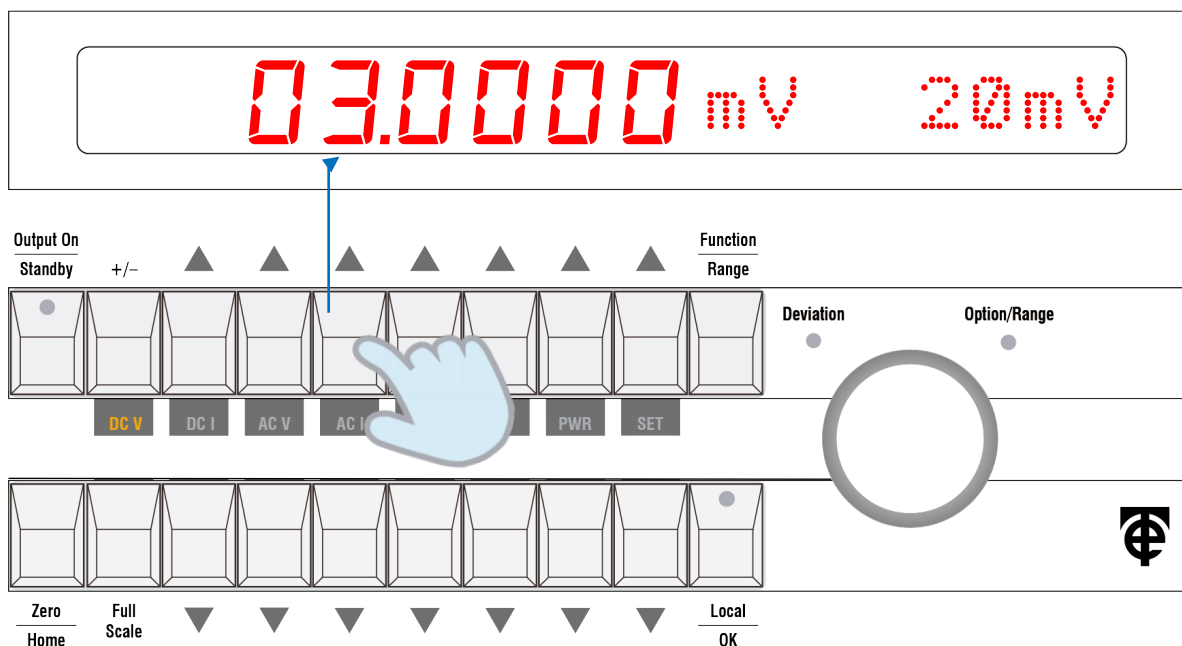 03.0000 mV 20mV
Output On
Standby
+/−
Function
Range
Deviation
Option/Range
DC V DC I AC V AC I PWR SET
Zero
Home
Full
Scale
Local
OK